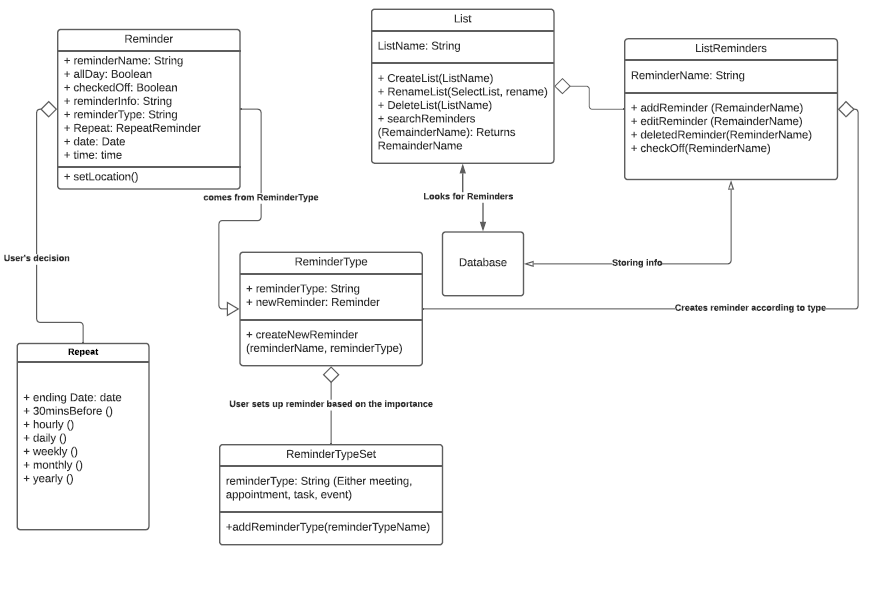 Reminder
+ reminderName: String
+ allDay: Boolean
+ checkedOff: Boolean
+ reminderInfo: String
+ reminderType: String
+ Repeat: RepeatReminder
+ date: Date
+ time: time
+ setLocation()
List
ListName: String
+ CreateList(ListName)
+ RenameList(SelectList, rename)
+ DeleteList(ListName)
+ searchReminders
(RemainderName): Returns
RemainderName
ListReminders
ReminderName: String
+ addReminder (RemainderName)
+ editRminder (RemainderName)
+ deletedReminder(ReminderName)
+ checkOff(ReminderName)
comes from ReminderType
Looks for Reminders
User's decision
Database
Storing info
ReminderType
+ reminderType: String
+ newReminder: Reminder
+ createNewReminder
(reminderName, reminderType)
Creates reminder according to type
Repeat
+ ending Date: date
+ 30minsBefore ()
+ hourly ()
+ daily ()
+ weekly ()
+ monthly ()
+ yearly ()
User sets up reminder based on the importance
ReminderTypeSet
reminderType: String (Either meeting,
appointment, task, event)
+addReminderType(reminderTypeName)